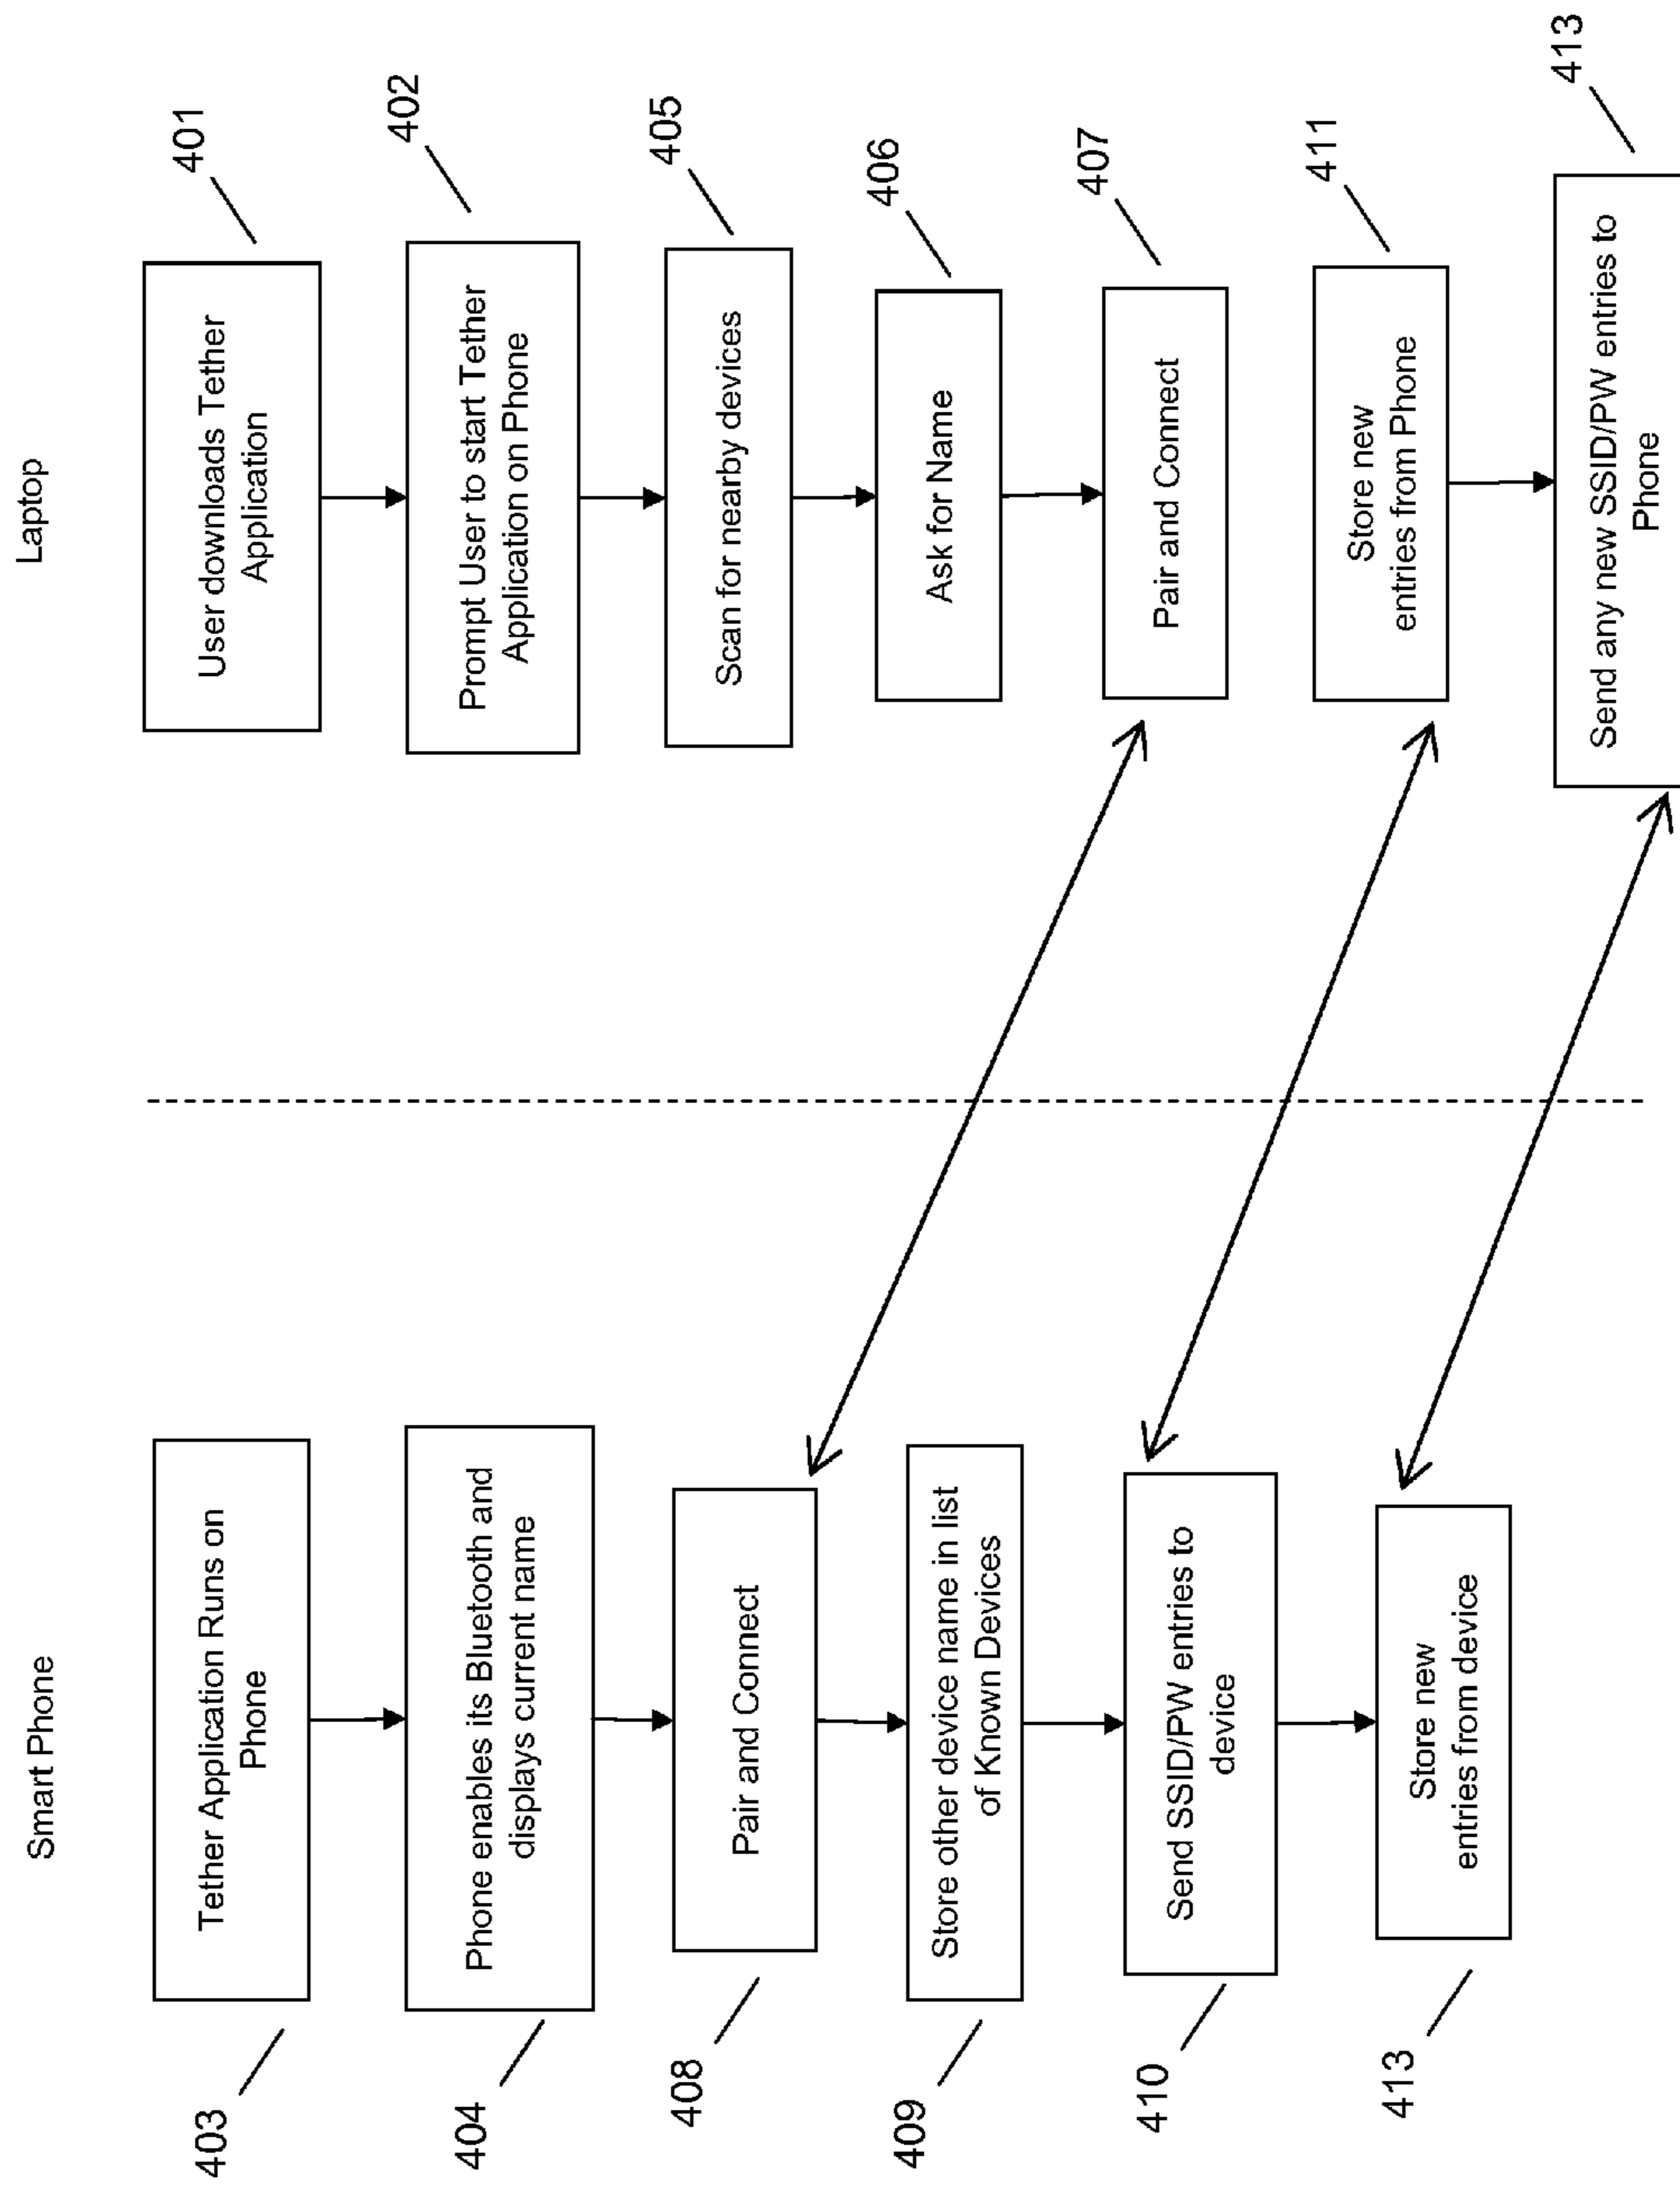 Smart Phone
403
Tether Application Runs on
Phone
404
Phone enables its Bluetooth and
displays current name
408
Pair and Connect
409
Store other device name in list
of Known Devices
410
Send SSID/PW entries to
device
413
Store new
entries from device
Laptop
401
User downloads Tether
Application
402
Prompt User to start Tether
Application on Phone
405
Scan for nearby devices
406
Ask for Name
407
Pair and Connect
411
Store new
entries from Phone
413
Send any new SSID/PW entries to
Phone